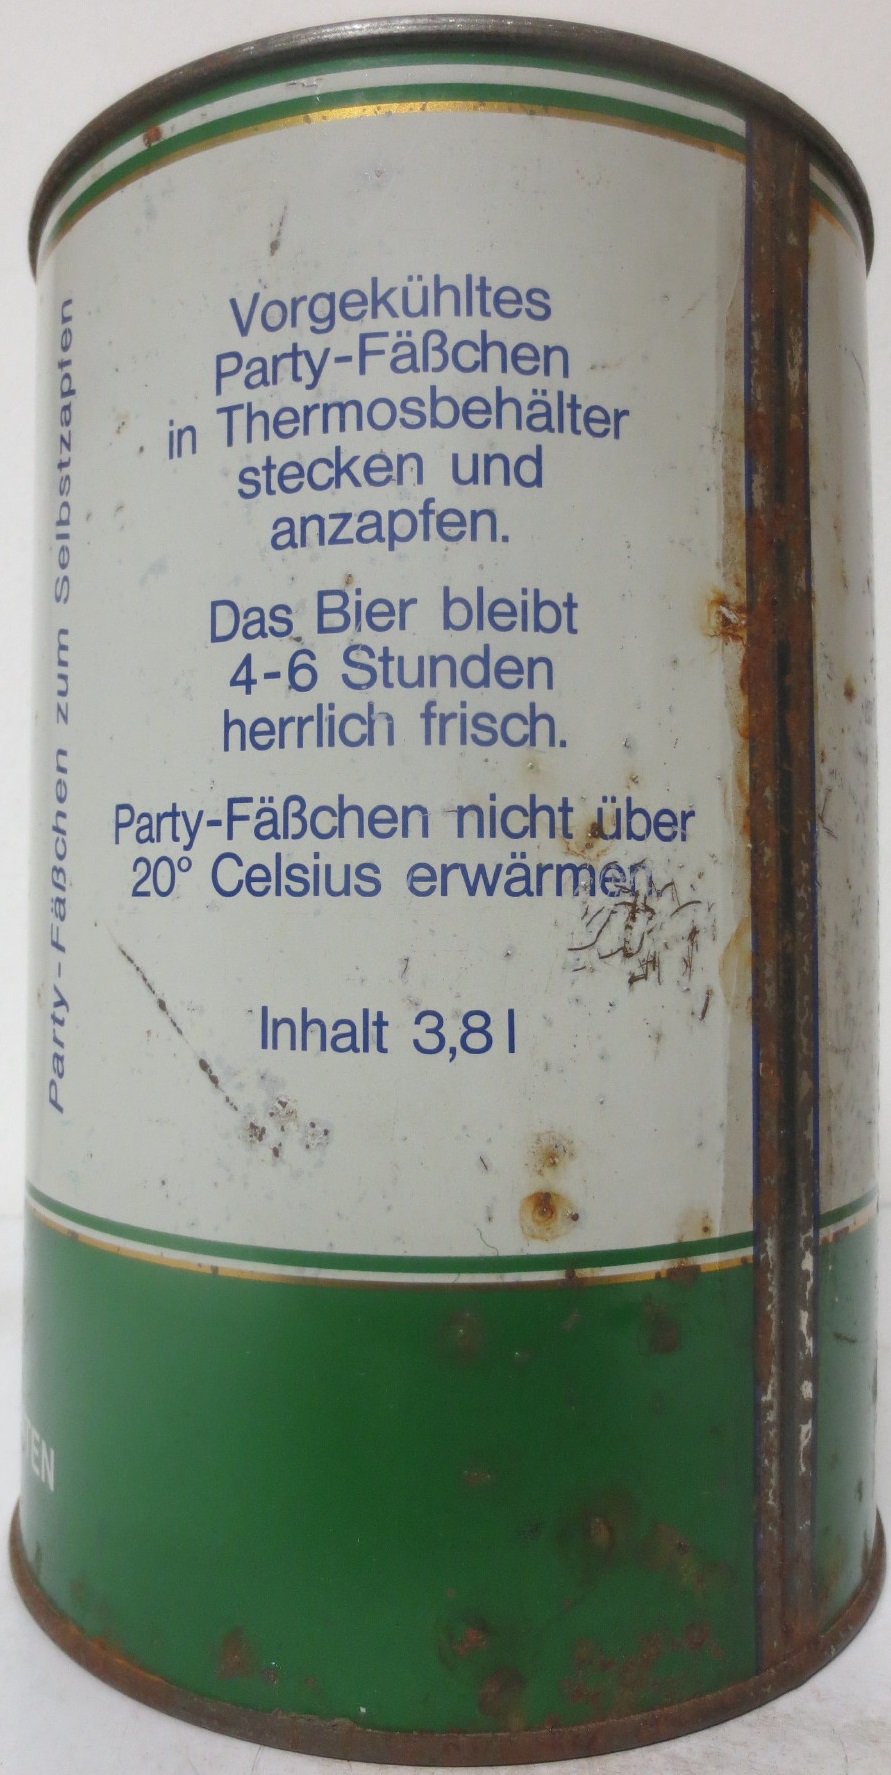 Vorgekühltes
Party-Fäßchen
in Thermosbehälter
stecken und
anzapfen.
Das Bier bleibt
4-6 Stunden
herrlich frisch.
Party-Fäßchen nicht über
20° Celsius erwärmen.
Inhalt 3,8 l
Party-Fäßchen zum Selbstzapfen